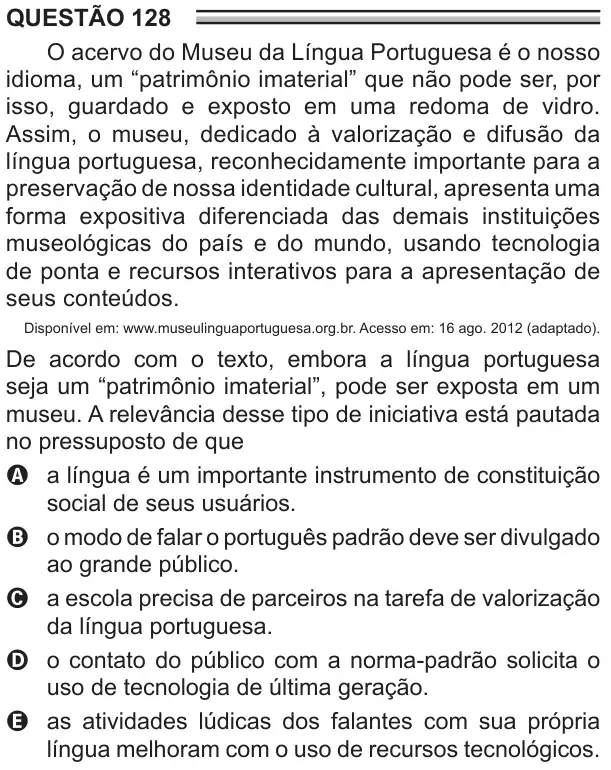 QUESTÃO 128
O acervo do Museu da Língua Portuguesa é o nosso
idioma, um “patrimônio imaterial” que não pode ser, por
isso, guardado e exposto em uma redoma de vidro.
Assim, o museu, dedicado à valorização e difusão da
língua portuguesa, reconhecidamente importante para a
preservação de nossa identidade cultural, apresenta uma
forma expositiva diferenciada das demais instituições
museológicas do país e do mundo, usando tecnologia
de ponta e recursos interativos para a apresentação de
seus conteúdos.
Disponível em: www.museulinguaportuguesa.org.br. Acesso em: 16 ago. 2012 (adaptado).
De acordo com o texto, embora a língua portuguesa
seja um “patrimônio imaterial”, pode ser exposta em um
museu. A relevância desse tipo de iniciativa está pautada
no pressuposto de que
A a língua é um importante instrumento de constituição
social de seus usuários.
B o modo de falar o português padrão deve ser divulgado
ao grande público.
C a escola precisa de parceiros na tarefa de valorização
da língua portuguesa.
D o contato do público com a norma-padrão solicita o
uso de tecnologia de última geração.
E as atividades lúdicas dos falantes com sua própria
língua melhoram com o uso de recursos tecnológicos.